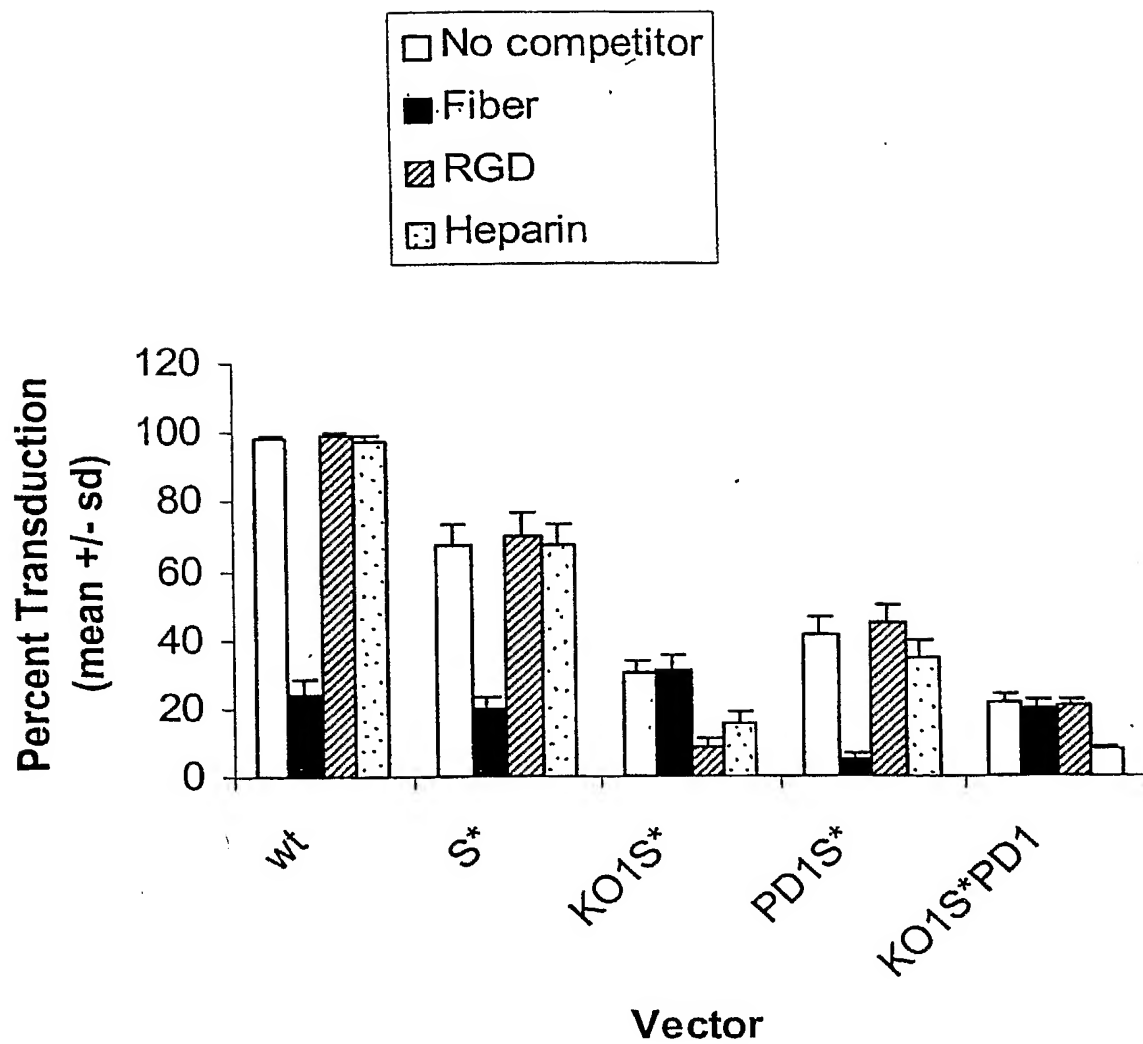 No competitor
Fiber
RGD
Heparin
120
100
80
60
40
20
0
Percent Transduction
(mean +/- sd)
wt
S*
KO1S*
PD1S*
KO1S*PD1
Vector